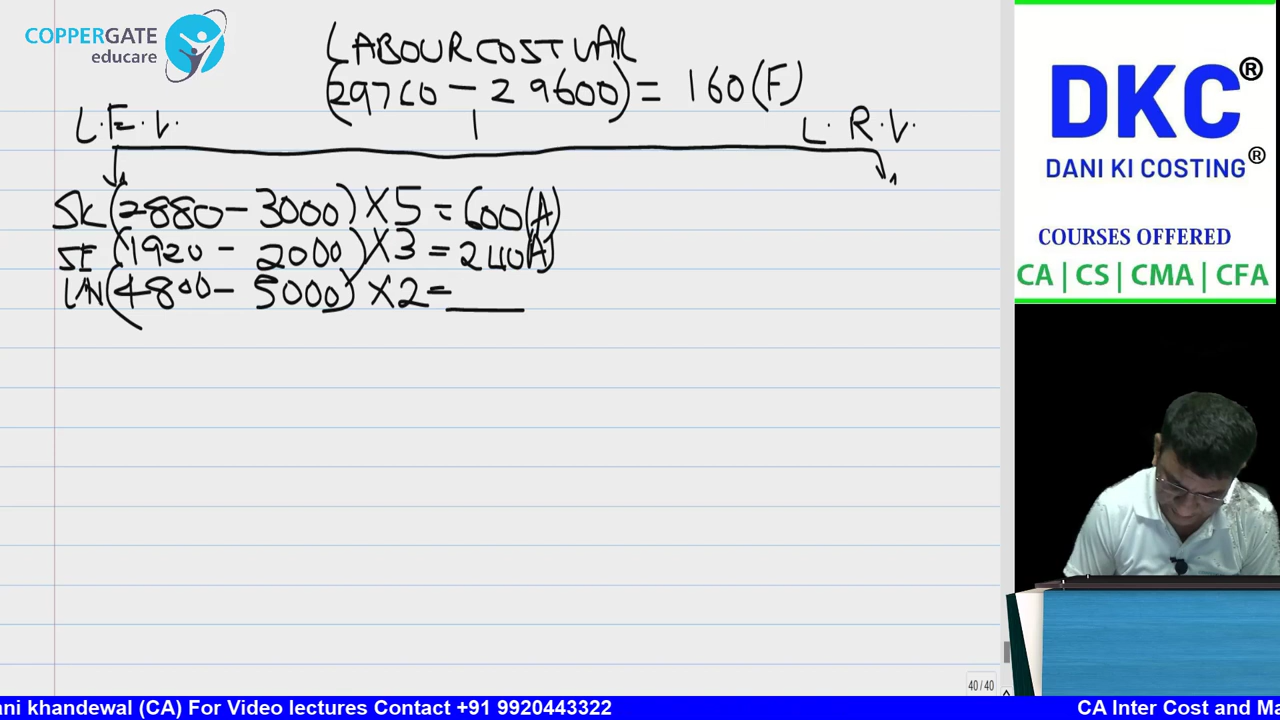 COPPERGATE
educare
LABOUR COST VAR
(29760 - 29600) = 160 (F)
L.E.V.
L. R. V.
SK (2880 - 3000) X 5 = 600 (A)
SE (1920 - 2000) X 3 = 240 (A)
UN (4800 - 5000) X 2 =
40/40
DKC®
DANI KI COSTING®
COURSES OFFERED
CA | CS | CMA | CFA
ni khandewal (CA) For Video lectures Contact +91 9920443322
CA Inter Cost and Ma